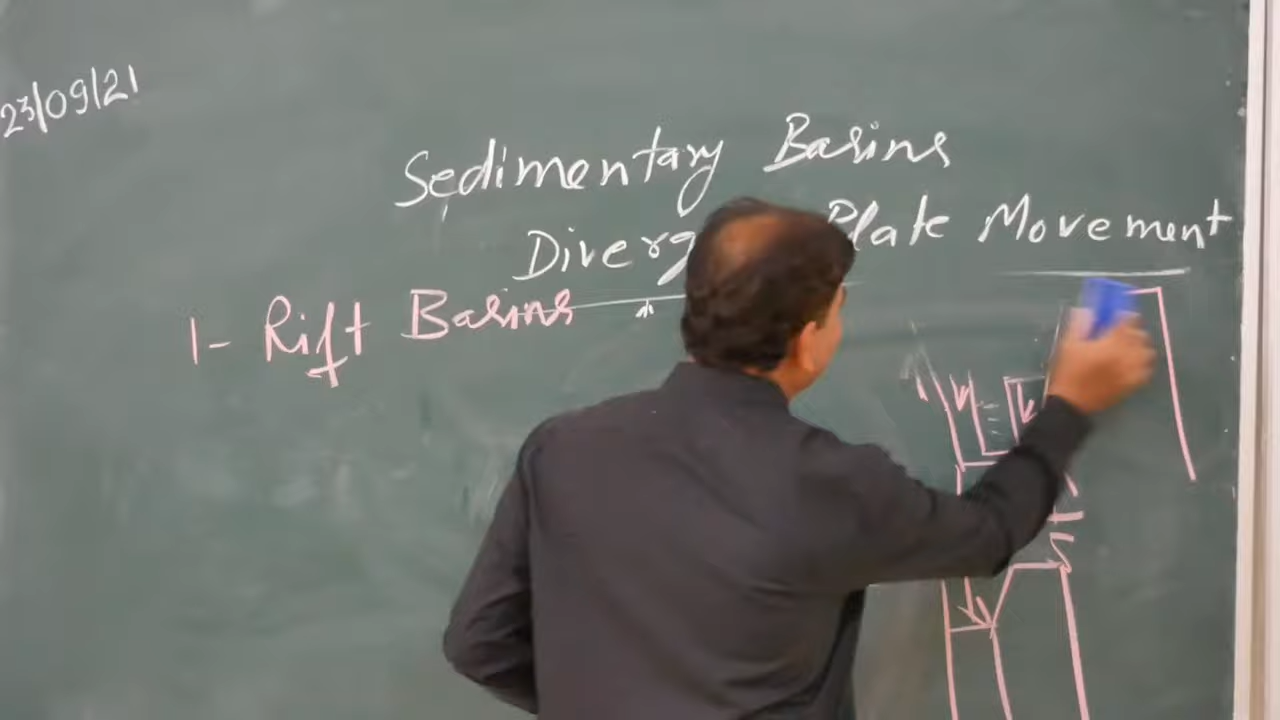 23/09/21
Sedimentary Basins
Plate Movement
1- Rift Basins